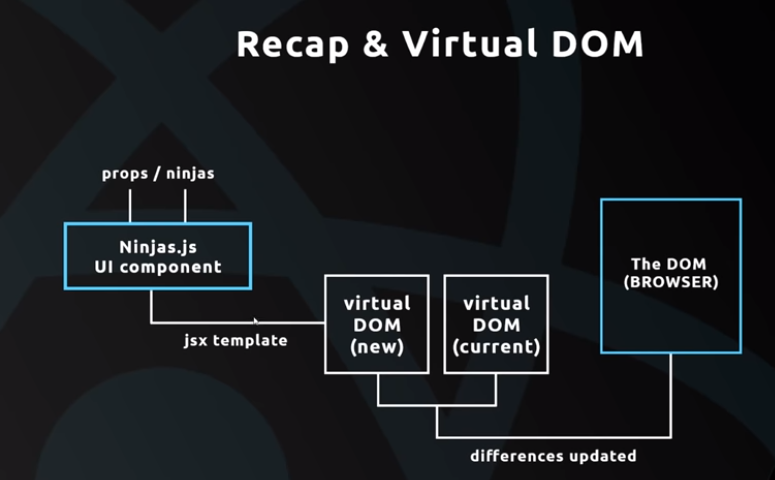 Recap & Virtual DOM
props / ninjas
Ninjas.js
UI component
jsx template
virtual
DOM
(new)
virtual
DOM
(current)
The DOM
(BROWSER)
differences updated